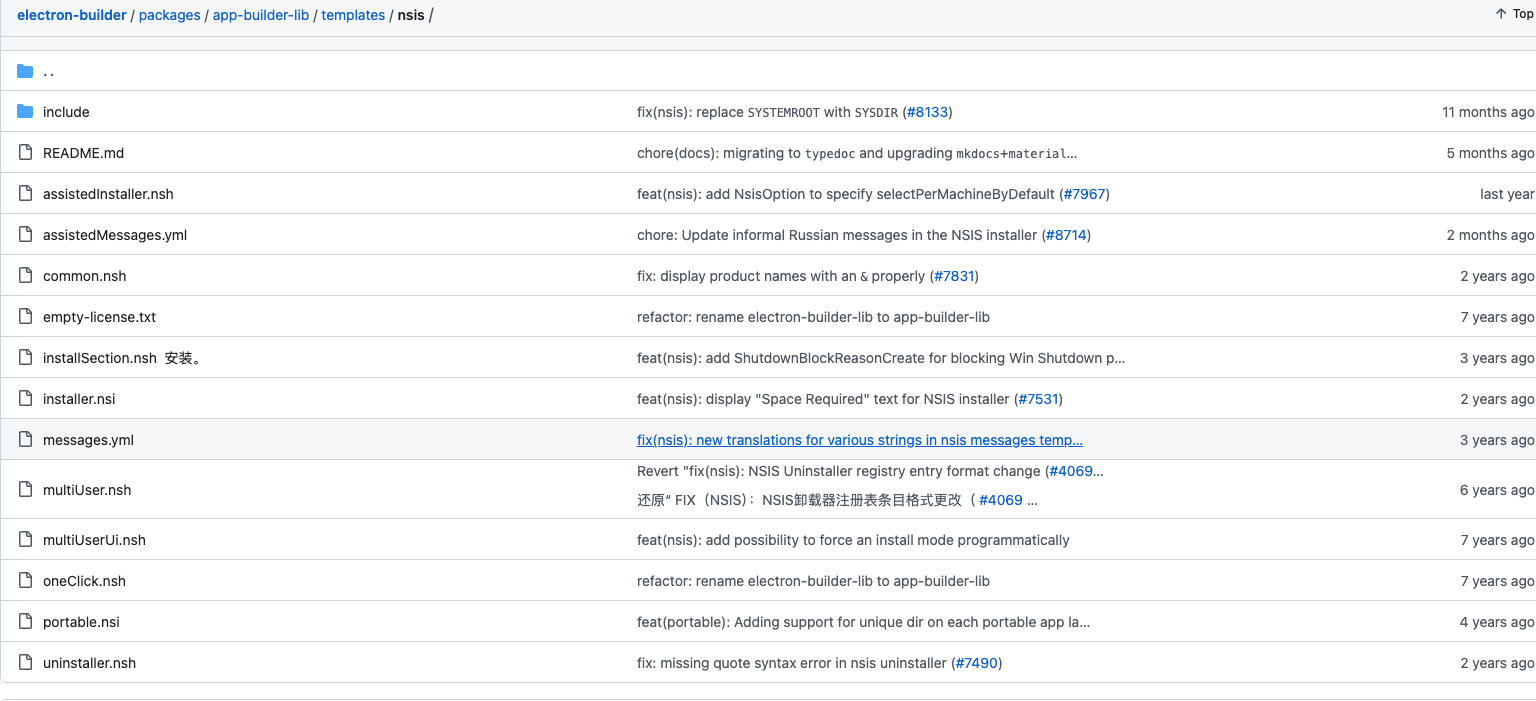 electron-builder / packages / app-builder-lib / templates / nsis / ↑ Top
..
include fix(nsis): replace SYSTEMROOT with SYSDIR (#8133) 11 months ago
README.md chore(docs): migrating to typedoc and upgrading mkdocs+material... 5 months ago
assistedInstaller.nsh feat(nsis): add NsisOption to specify selectPerMachineByDefault (#7967) last year
assistedMessages.yml chore: Update informal Russian messages in the NSIS installer (#8714) 2 months ago
common.nsh fix: display product names with an & properly (#7831) 2 years ago
empty-license.txt refactor: rename electron-builder-lib to app-builder-lib 7 years ago
installSection.nsh 安装。 feat(nsis): add ShutdownBlockReasonCreate for blocking Win Shutdown p... 3 years ago
installer.nsi feat(nsis): display "Space Required" text for NSIS installer (#7531) 2 years ago
messages.yml fix(nsis): new translations for various strings in nsis messages temp... 3 years ago
Revert "fix(nsis): NSIS Uninstaller registry entry format change (#4069...
multiUser.nsh 6 years ago
还原“ FIX（NSIS）：NSIS卸载器注册表条目格式更改（ #4069 ...
multiUserUi.nsh feat(nsis): add possibility to force an install mode programmatically 7 years ago
oneClick.nsh refactor: rename electron-builder-lib to app-builder-lib 7 years ago
portable.nsi feat(portable): Adding support for unique dir on each portable app la... 4 years ago
uninstaller.nsh fix: missing quote syntax error in nsis uninstaller (#7490) 2 years ago